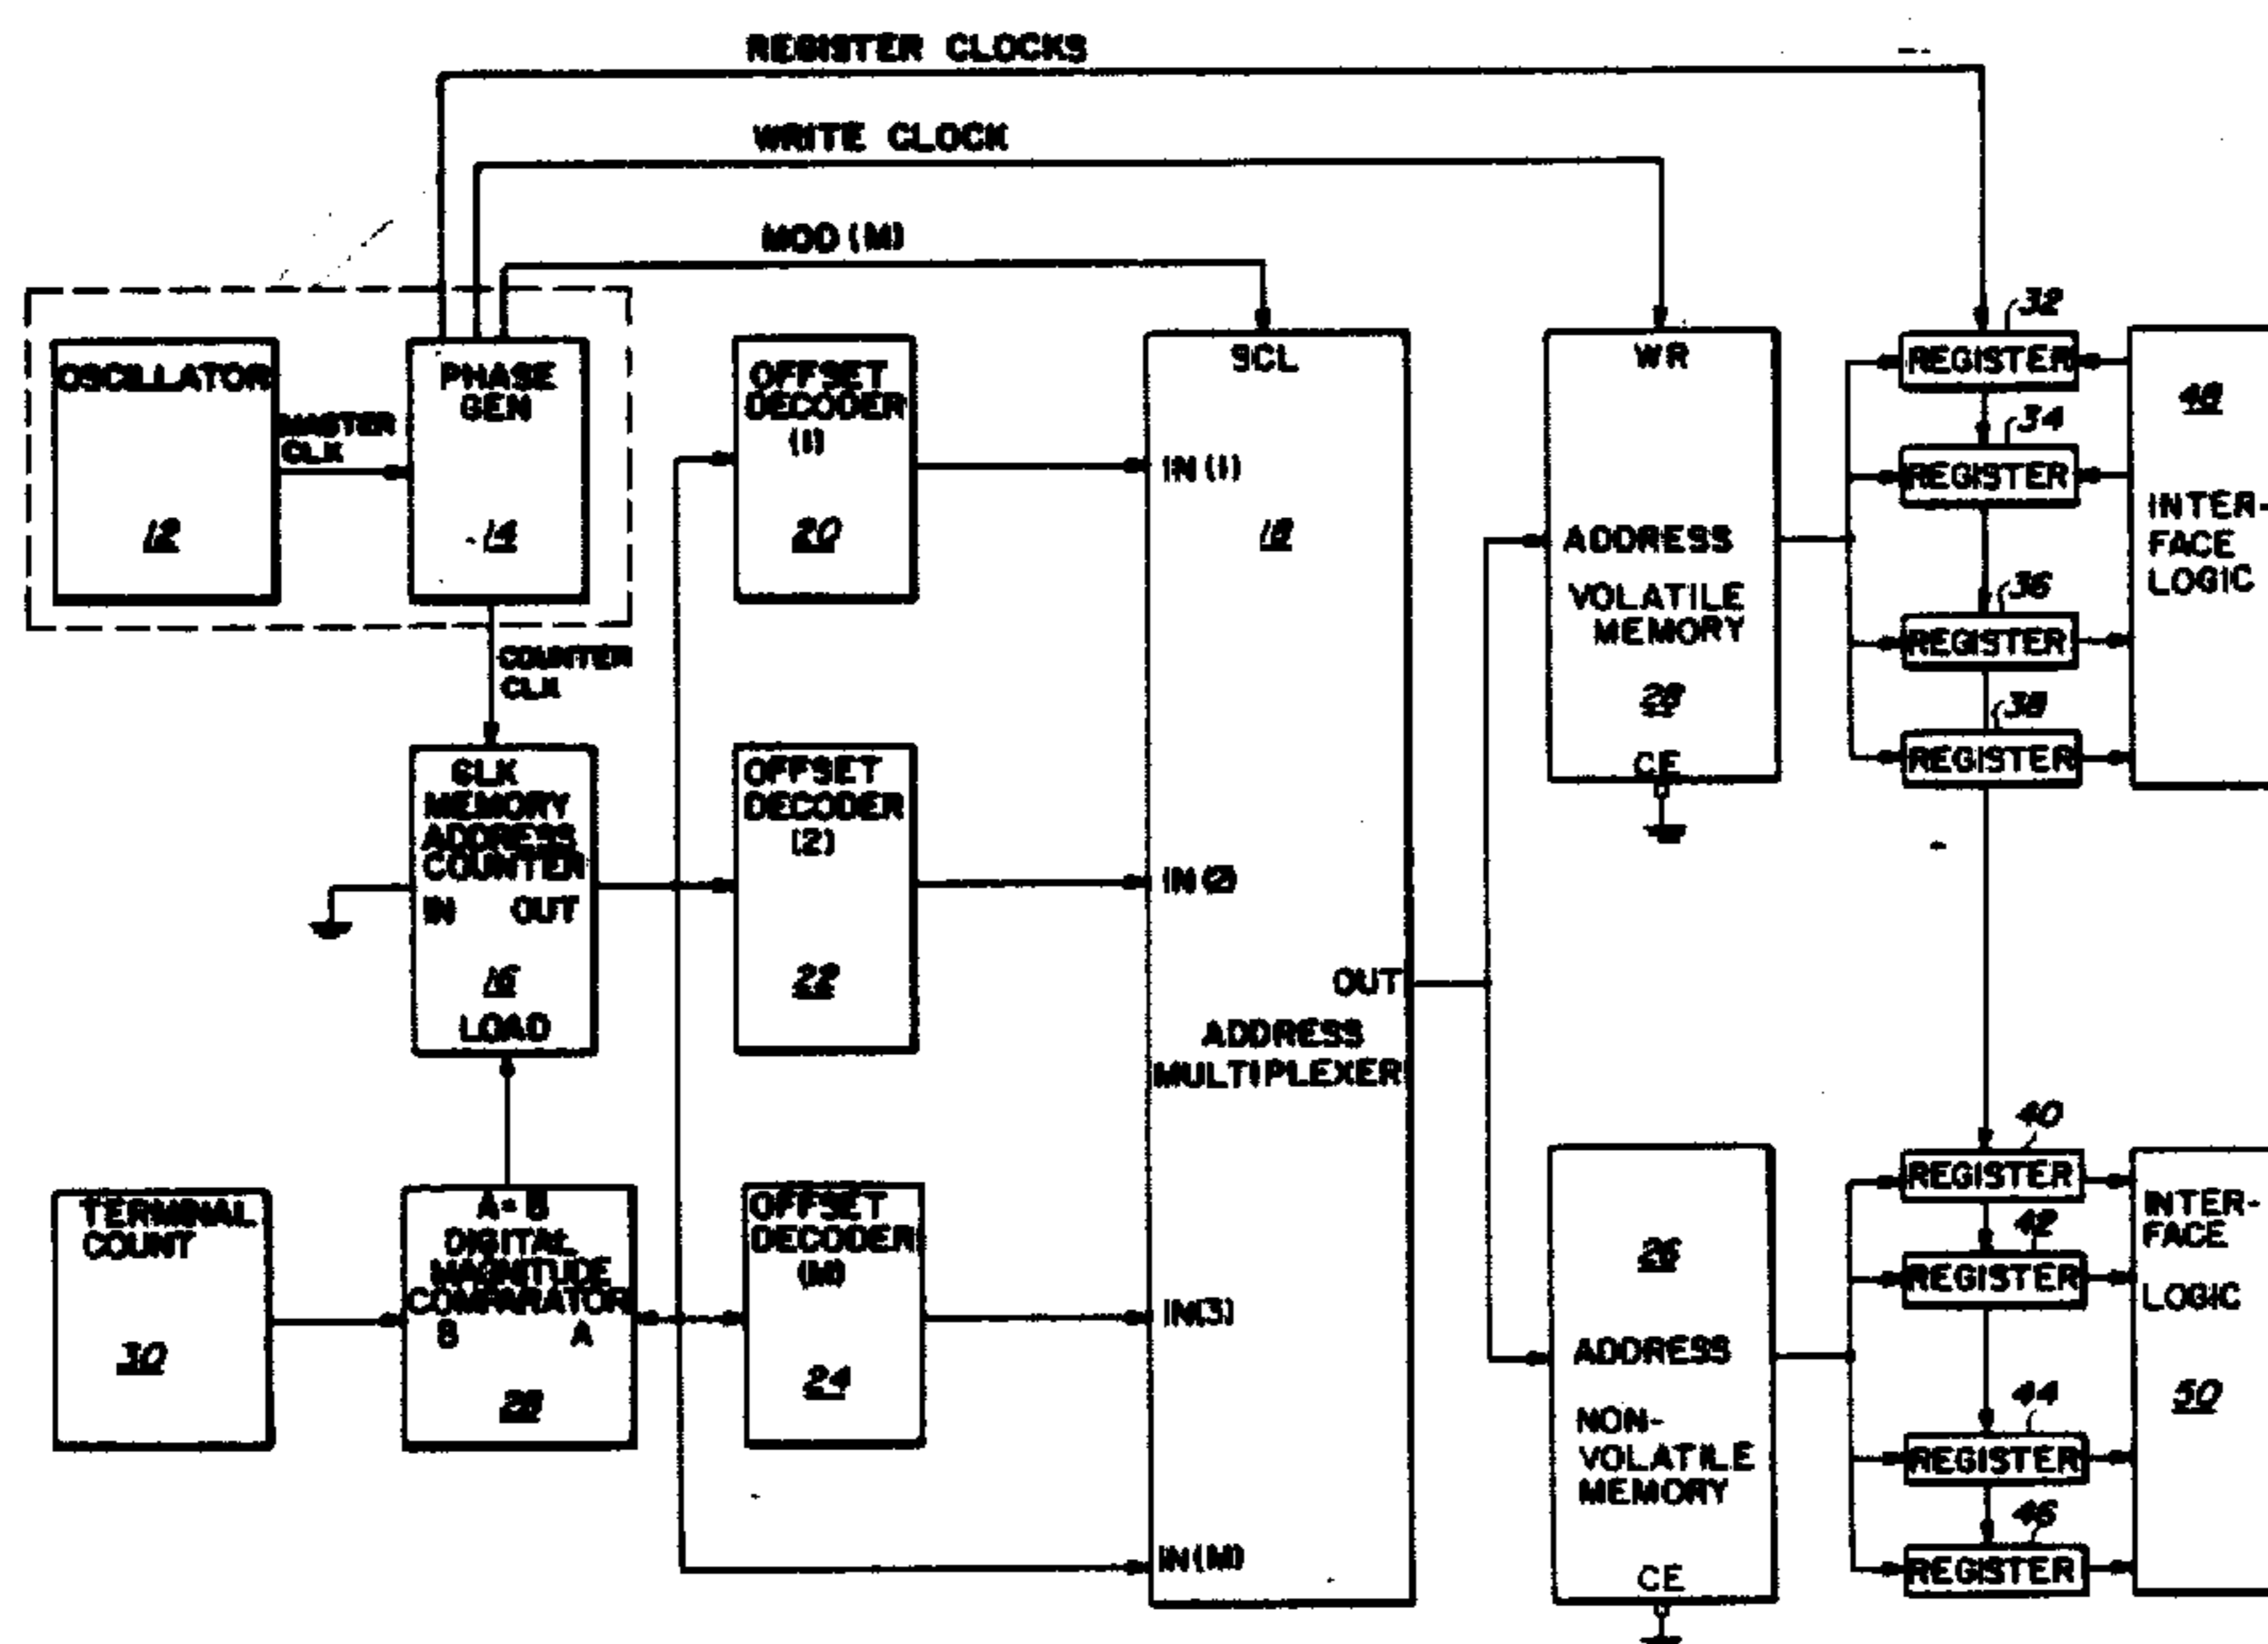 REGISTER CLOCKS
WRITE CLOCK
MOD (M)
OSCILLATOR
12
MASTER
CLK
PHASE
GEN
14
COUNTER
CLK
OFFSET
DECODER
(1)
20
SCL
IN (1)
18
WR
ADDRESS
VOLATILE
MEMORY
CE
32
REGISTER
34
REGISTER
36
REGISTER
38
REGISTER
48
INTER-
FACE
LOGIC
CLK
MEMORY
ADDRESS
COUNTER
IN OUT
16
LOAD
OFFSET
DECODER
(2)
22
OUT
ADDRESS
MULTIPLEXER
TERMINAL
COUNT
30
A=B
DIGITAL
MAGNITUDE
COMPARATOR
B A
OFFSET
DECODER
(M)
24
IN(3)
IN(M)
26
ADDRESS
NON-
VOLATILE
MEMORY
CE
40
REGISTER
42
REGISTER
44
REGISTER
46
REGISTER
INTER-
FACE
LOGIC
50